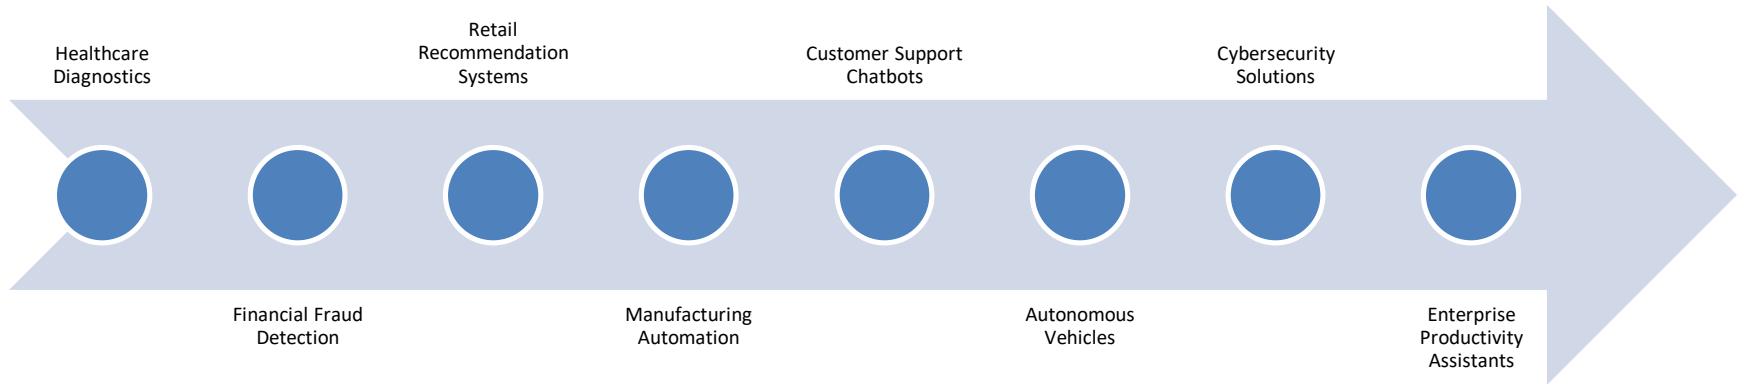 Healthcare
Diagnostics
Financial Fraud
Detection
Retail
Recommendation
Systems
Manufacturing
Automation
Customer Support
Chatbots
Autonomous
Vehicles
Cybersecurity
Solutions
Enterprise
Productivity
Assistants